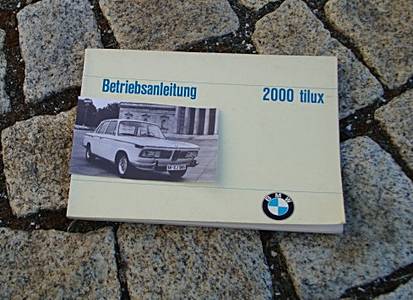 Betriebsanleitung
2000 tilux
BMW